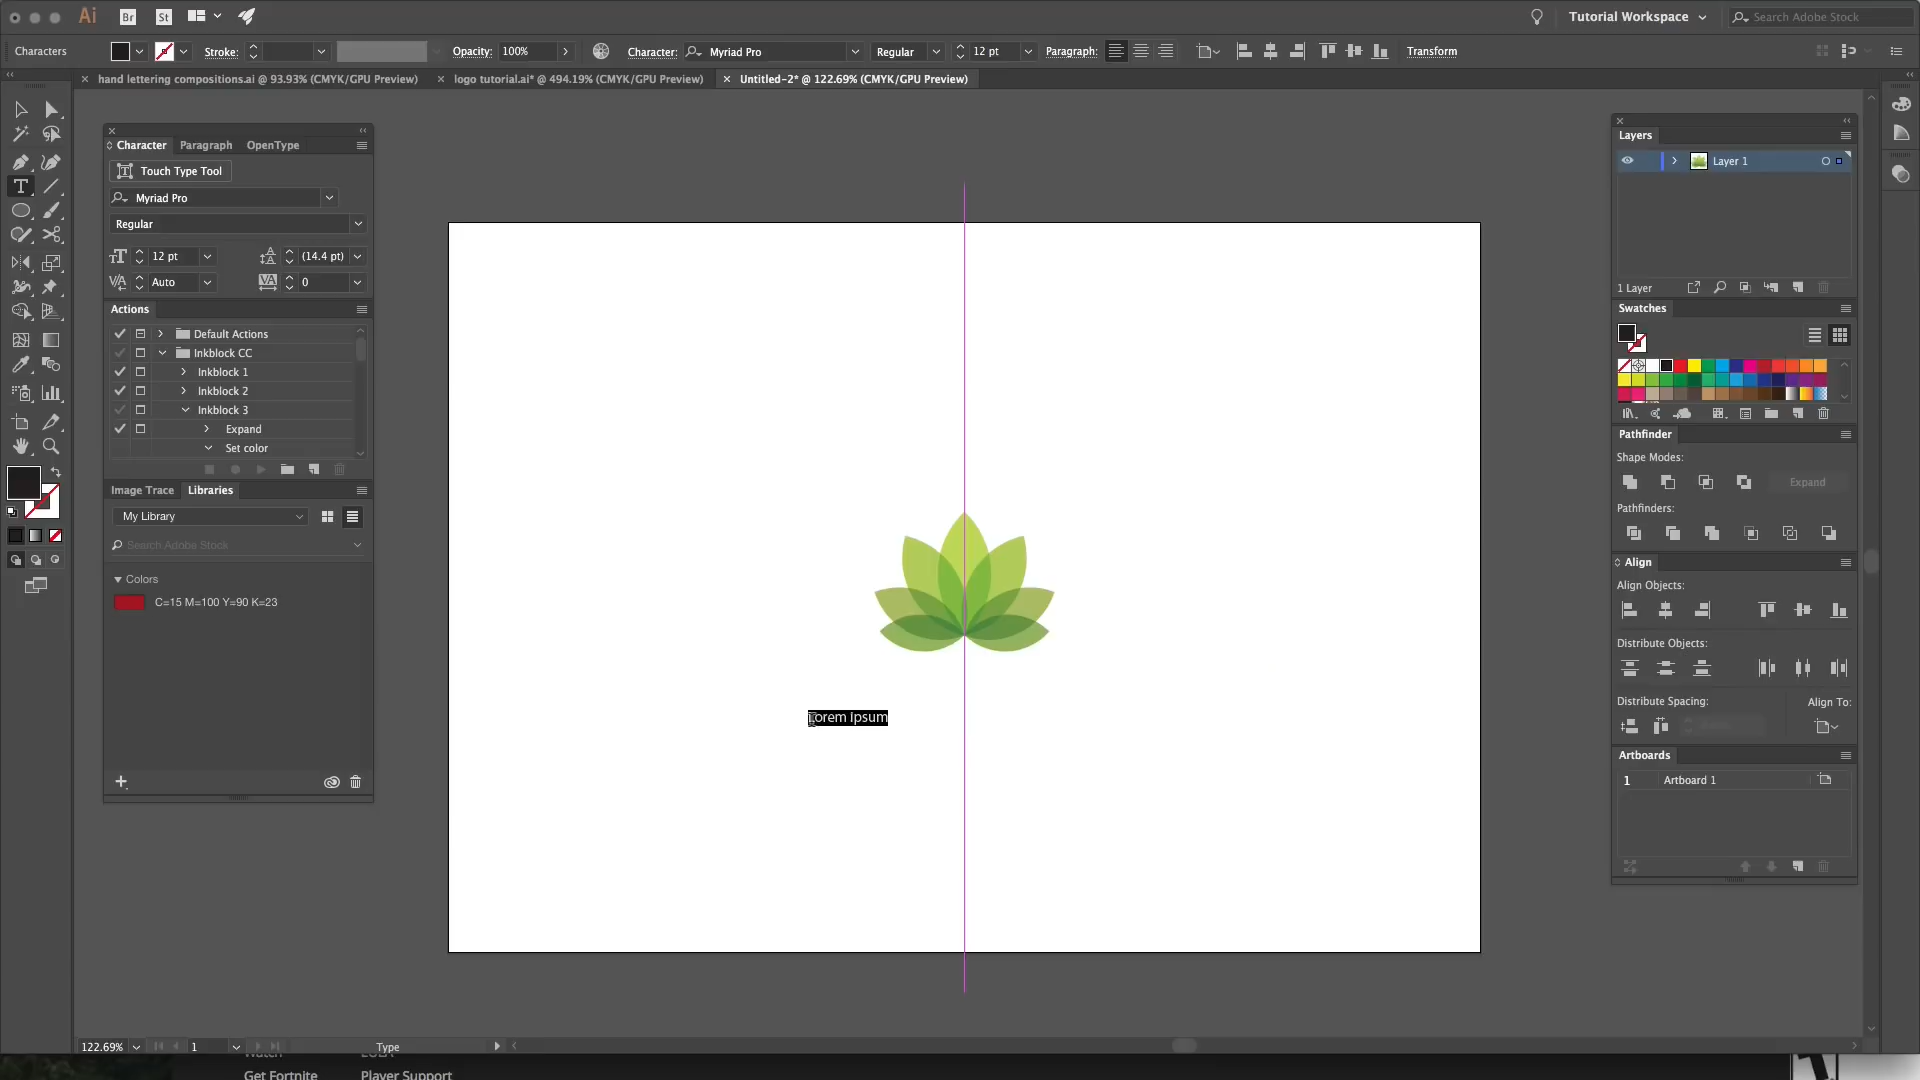 Ai Br St Tutorial Workspace Search Adobe Stock
Characters Stroke: Opacity: 100% Character: Myriad Pro Regular 12 pt Paragraph: Transform
hand lettering compositions.ai @ 93.93% (CMYK/GPU Preview) logo tutorial.ai* @ 494.19% (CMYK/GPU Preview) Untitled-2* @ 122.69% (CMYK/GPU Preview)
Character Paragraph OpenType
Touch Type Tool
Myriad Pro
Regular
12 pt (14.4 pt)
Auto 0
Actions
Default Actions
Inkblock CC
Inkblock 1
Inkblock 2
Inkblock 3
Expand
Set color
Image Trace Libraries
My Library
Search Adobe Stock
Colors
C=15 M=100 Y=90 K=23
Lorem ipsum
Layers
Layer 1
1 Layer
Swatches
Pathfinder
Shape Modes:
Expand
Pathfinders:
Align
Align Objects:
Distribute Objects:
Distribute Spacing: Align To:
Artboards
1 Artboard 1
122.69% 1 Type
Watch EULA
Get Fortnite Player Support